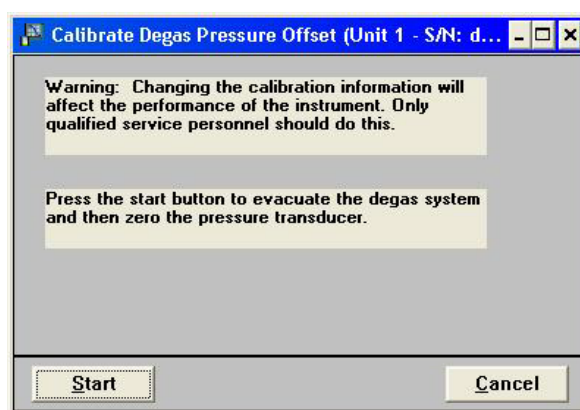 Calibrate Degas Pressure Offset (Unit 1 - S/N: d...
Warning: Changing the calibration information will
affect the performance of the instrument. Only
qualified service personnel should do this.
Press the start button to evacuate the degas system
and then zero the pressure transducer.
Start
Cancel